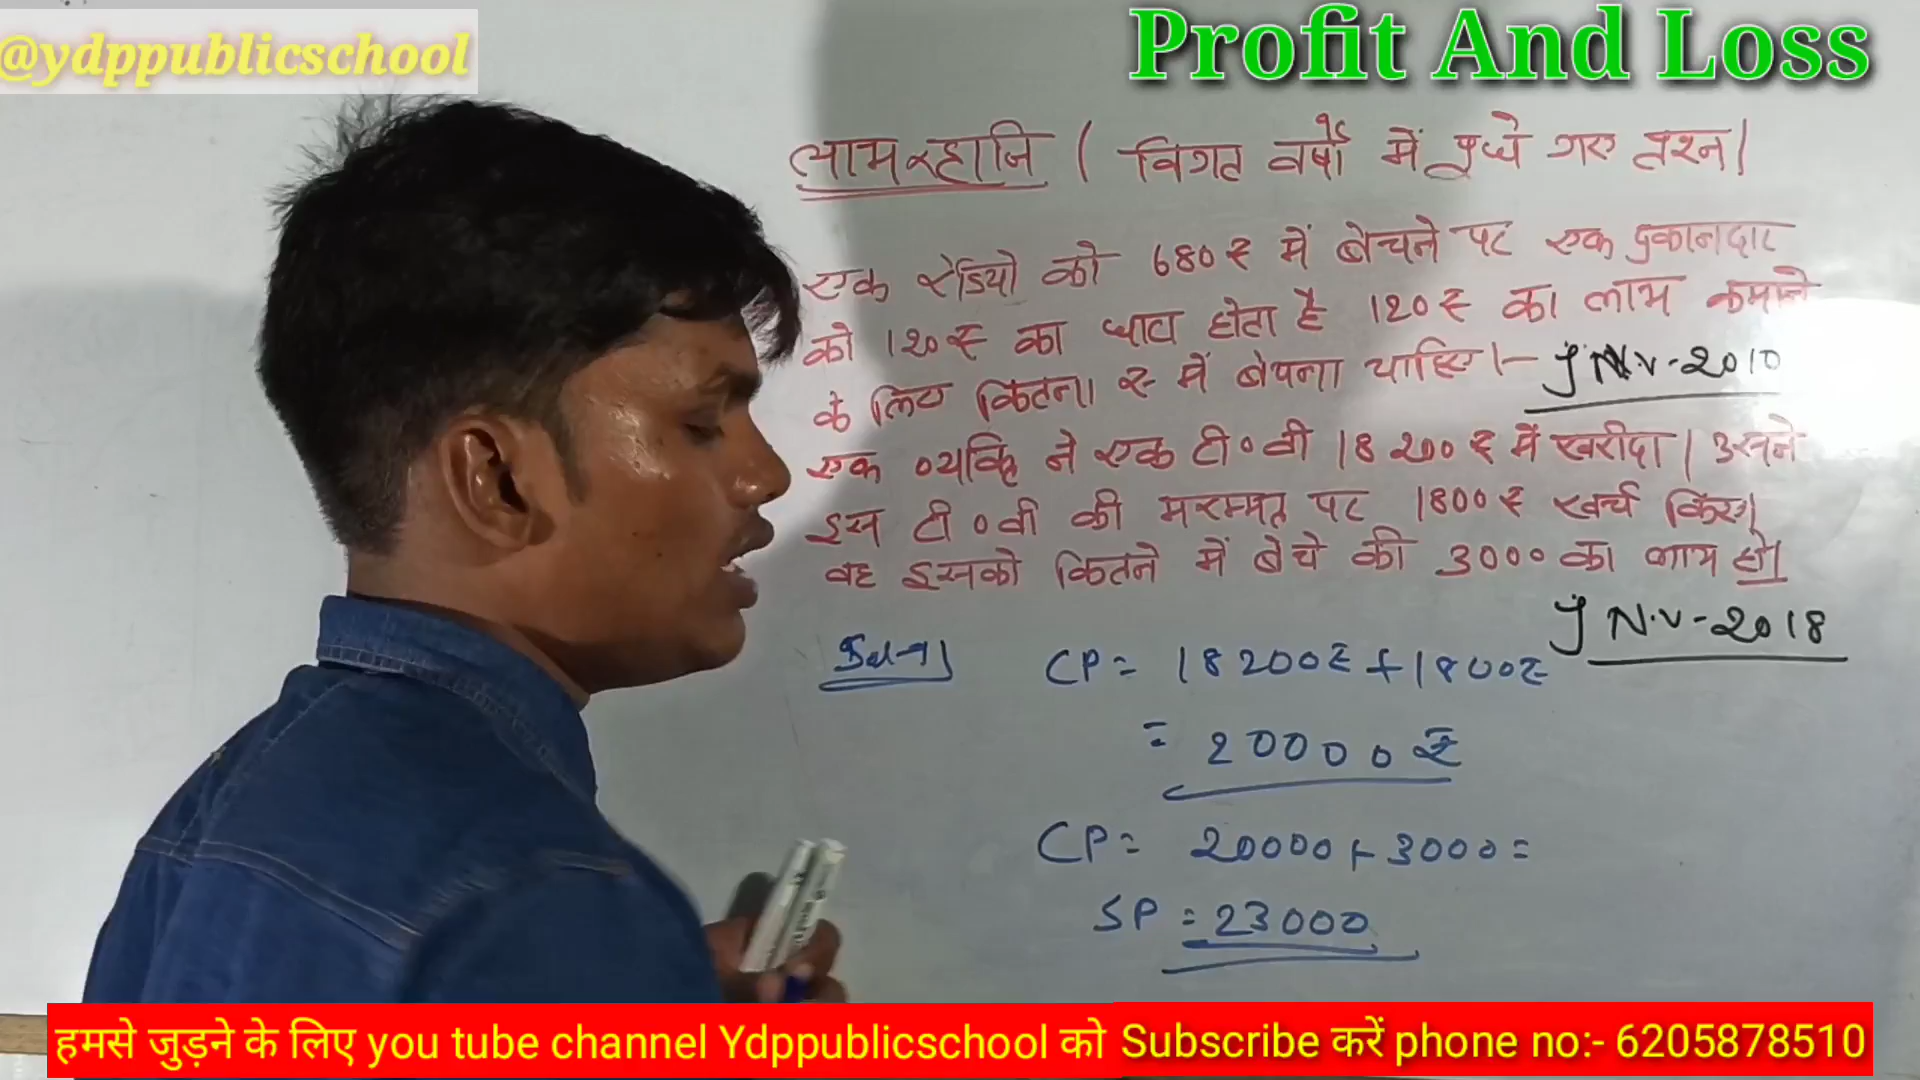 @ydppublicschool
Profit And Loss
लाभ हानि ( विगत वर्षों में पुछे गए प्रश्न)
एक रेडियो को 680₹ में बेचने पर एक दुकानदार
को 120₹ का घाटा होता है 120₹ का लाभ कमाने
के लिए कितना रु में बेचना चाहिए।- J.N.V-2010
एक व्यक्ति ने एक टी०वी 18200₹ में खरीदा। उसने
इस टी०वी की मरम्मत पर 1800₹ खर्च किए।
वह इसको कितने में बेचे की 3000 का लाभ हो।
J N.V-2018
CP= 18200₹+1800₹
= 20000₹
CP= 20000+3000=
SP =23000
हमसे जुड़ने के लिए you tube channel Ydppublicschool को Subscribe करें phone no:- 6205878510